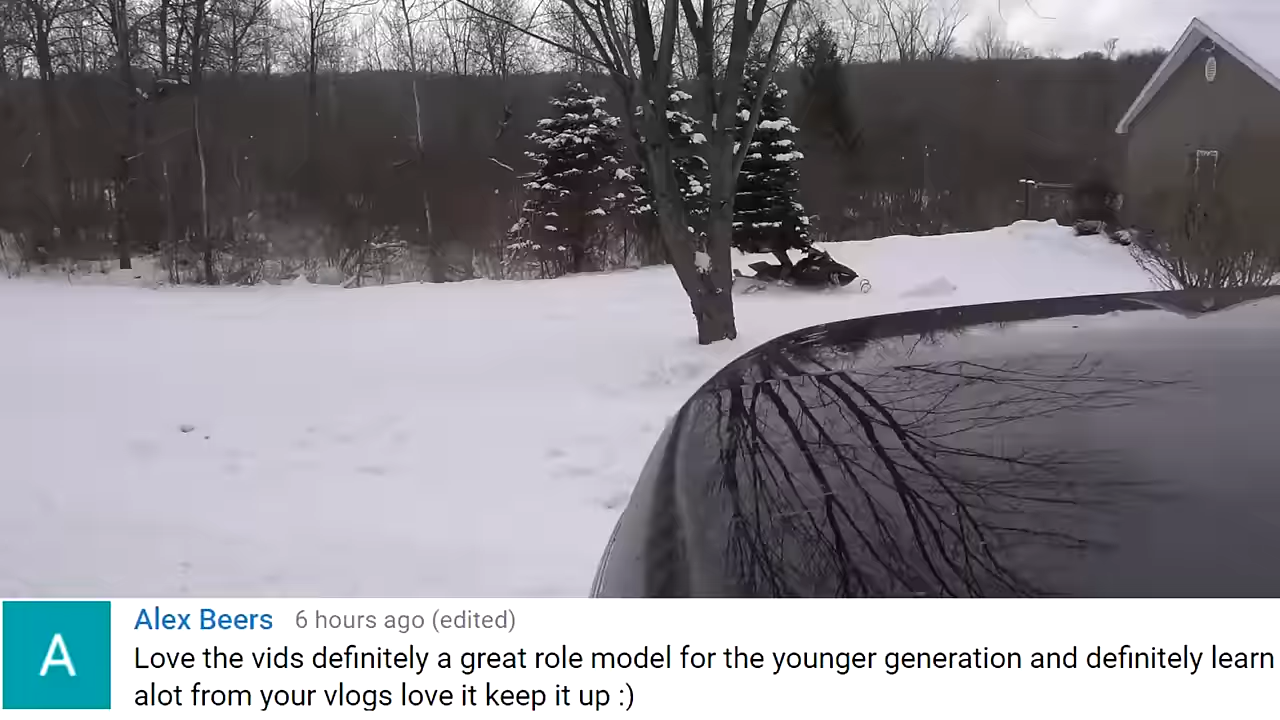 A
Alex Beers 6 hours ago (edited)
Love the vids definitely a great role model for the younger generation and definitely learn
alot from your vlogs love it keep it up :)